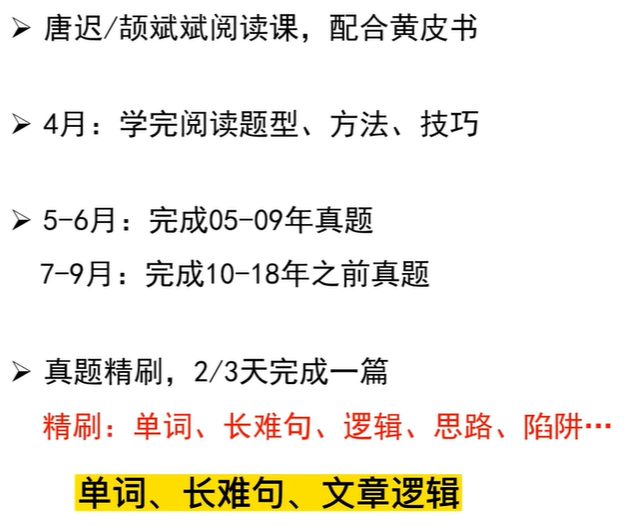 ➢ 唐迟/颉斌斌阅读课，配合黄皮书
➢ 4月：学完阅读题型、方法、技巧
➢ 5-6月：完成05-09年真题
7-9月：完成10-18年之前真题
➢ 真题精刷，2/3天完成一篇
精刷：单词、长难句、逻辑、思路、陷阱…
单词、长难句、文章逻辑